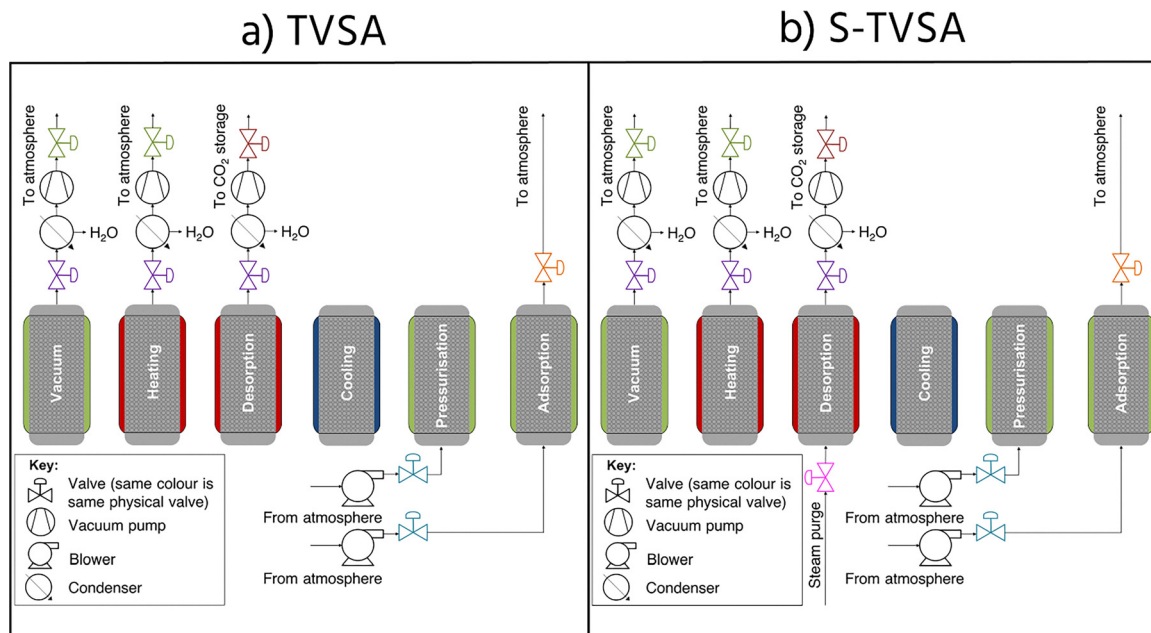 a) TVSA
To atmosphere
To atmosphere
To CO₂ storage
To atmosphere
H₂O
H₂O
H₂O
Vacuum
Heating
Desorption
Cooling
Pressurisation
Adsorption
From atmosphere
From atmosphere
Key:
Valve (same colour is
same physical valve)
Vacuum pump
Blower
Condenser
b) S-TVSA
To atmosphere
To atmosphere
To CO₂ storage
To atmosphere
H₂O
H₂O
H₂O
Vacuum
Heating
Desorption
Cooling
Pressurisation
Adsorption
Steam purge
From atmosphere
From atmosphere
Key:
Valve (same colour is
same physical valve)
Vacuum pump
Blower
Condenser